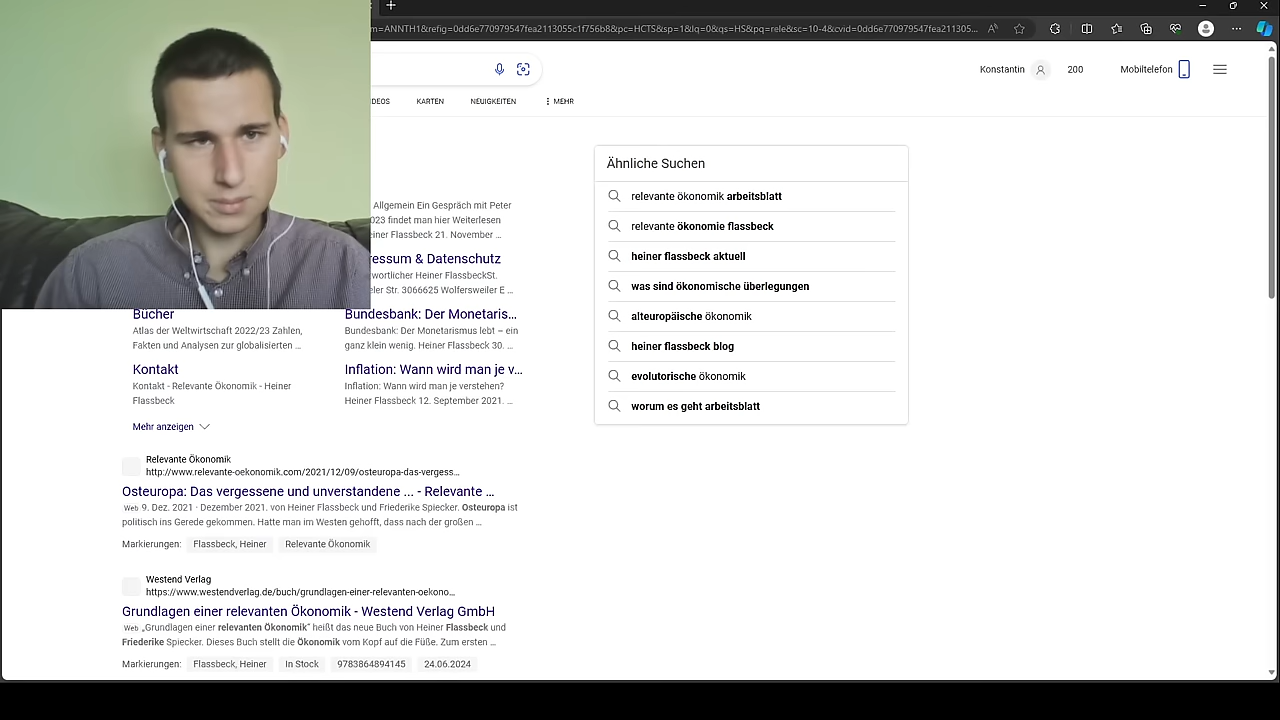 m=ANNTH1&refig=0dd6e770979547fea2113055c1f756b8&pc=HCTS&sp=1&lq=0&qs=HS&pq=rele&sc=10-4&cvid=0dd6e770979547fea211305...
Konstantin 200 Mobiltelefon
DEOS KARTEN NEUIGKEITEN MEHR
Allgemein Ein Gespräch mit Peter
023 findet man hier Weiterlesen
einer Flassbeck 21. November ...
ressum & Datenschutz
wortlicher Heiner FlassbeckSt.
eler Str. 3066625 Wolfersweiler E ...
Bücher
Atlas der Weltwirtschaft 2022/23 Zahlen,
Fakten und Analysen zur globalisierten ...
Bundesbank: Der Monetaris...
Bundesbank: Der Monetarismus lebt – ein
ganz klein wenig. Heiner Flassbeck 30. ...
Kontakt
Kontakt - Relevante Ökonomik - Heiner
Flassbeck
Inflation: Wann wird man je v...
Inflation: Wann wird man je verstehen?
Heiner Flassbeck 12. September 2021. ...
Mehr anzeigen
Relevante Ökonomik
http://www.relevante-oekonomik.com/2021/12/09/osteuropa-das-vergess...
Osteuropa: Das vergessene und unverstandene ... - Relevante ...
Web 9. Dez. 2021 · Dezember 2021. von Heiner Flassbeck und Friederike Spiecker. Osteuropa ist
politisch ins Gerede gekommen. Hatte man im Westen gehofft, dass nach der großen ...
Markierungen: Flassbeck, Heiner Relevante Ökonomik
Westend Verlag
https://www.westendverlag.de/buch/grundlagen-einer-relevanten-oekono...
Grundlagen einer relevanten Ökonomik - Westend Verlag GmbH
Web „Grundlagen einer relevanten Ökonomik" heißt das neue Buch von Heiner Flassbeck und
Friederike Spiecker. Dieses Buch stellt die Ökonomik vom Kopf auf die Füße. Zum ersten ...
Markierungen: Flassbeck, Heiner In Stock 9783864894145 24.06.2024
Ähnliche Suchen
relevante ökonomik arbeitsblatt
relevante ökonomie flassbeck
heiner flassbeck aktuell
was sind ökonomische überlegungen
alteuropäische ökonomik
heiner flassbeck blog
evolutorische ökonomik
worum es geht arbeitsblatt